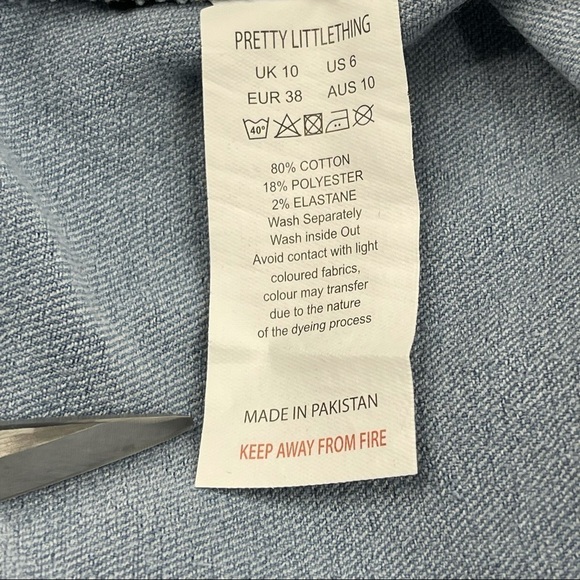 PRETTY LITTLETHING
UK 10 US 6
EUR 38 AUS 10
40°
80% COTTON
18% POLYESTER
2% ELASTANE
Wash Separately
Wash inside Out
Avoid contact with light
coloured fabrics,
colour may transfer
due to the nature
of the dyeing process
MADE IN PAKISTAN
KEEP AWAY FROM FIRE